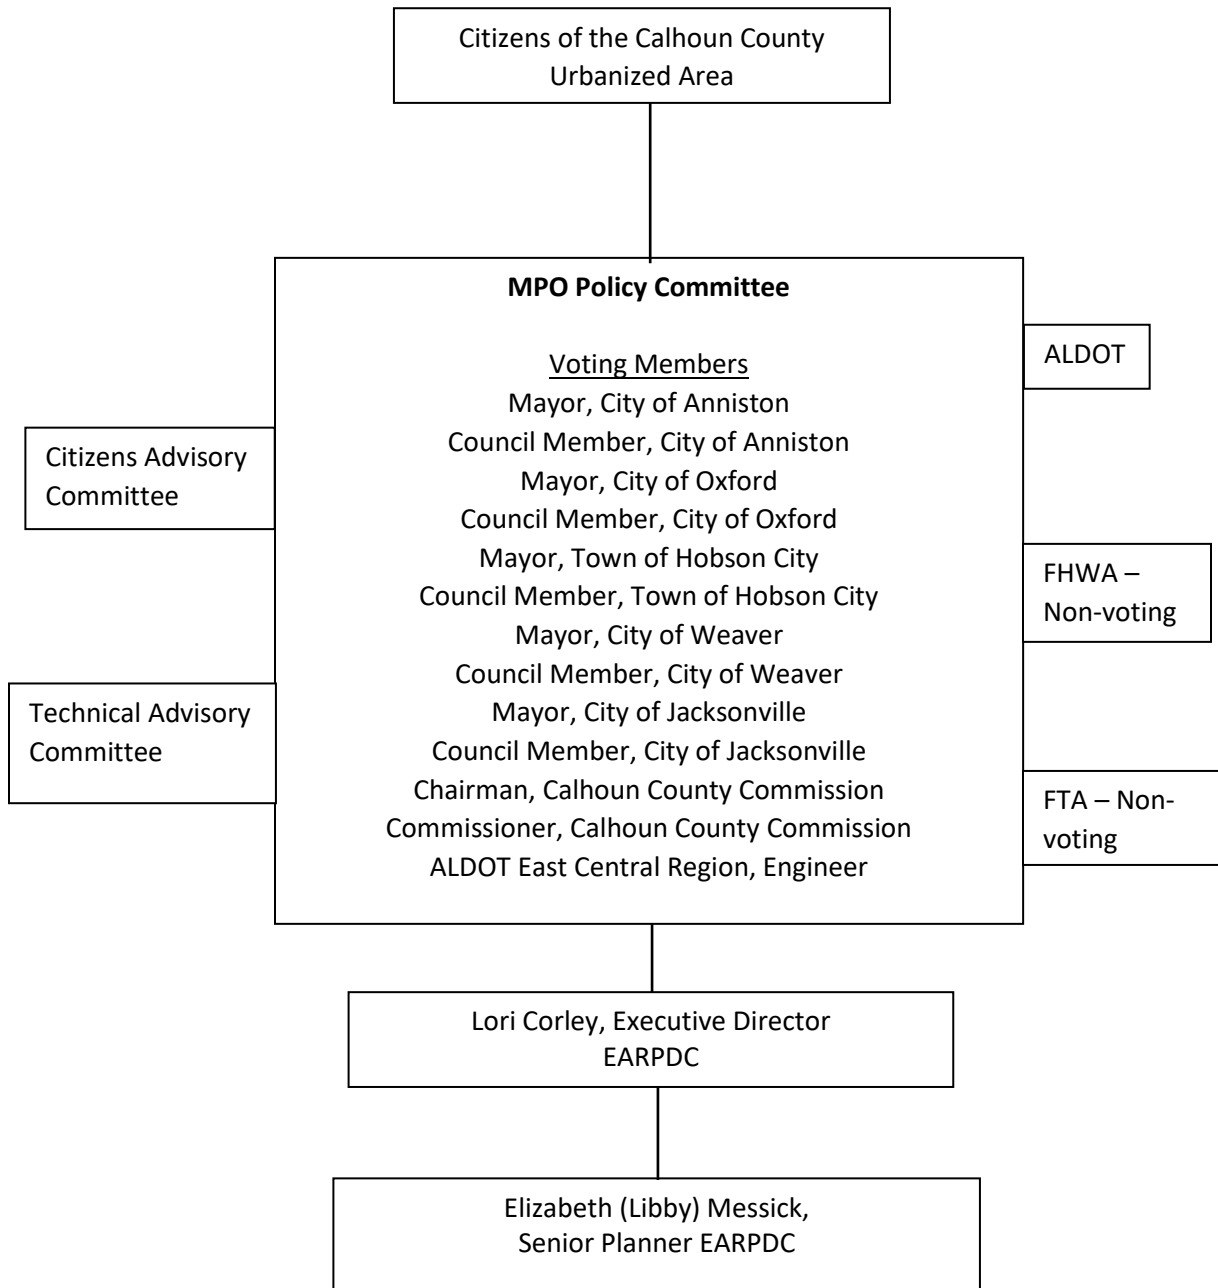 Citizens of the Calhoun County
Urbanized Area
MPO Policy Committee
Voting Members
Mayor, City of Anniston
Council Member, City of Anniston
Mayor, City of Oxford
Council Member, City of Oxford
Mayor, Town of Hobson City
Council Member, Town of Hobson City
Mayor, City of Weaver
Council Member, City of Weaver
Mayor, City of Jacksonville
Council Member, City of Jacksonville
Chairman, Calhoun County Commission
Commissioner, Calhoun County Commission
ALDOT East Central Region, Engineer
Citizens Advisory
Committee
Technical Advisory
Committee
ALDOT
FHWA –
Non-voting
FTA – Non-
voting
Lori Corley, Executive Director
EARPDC
Elizabeth (Libby) Messick,
Senior Planner EARPDC